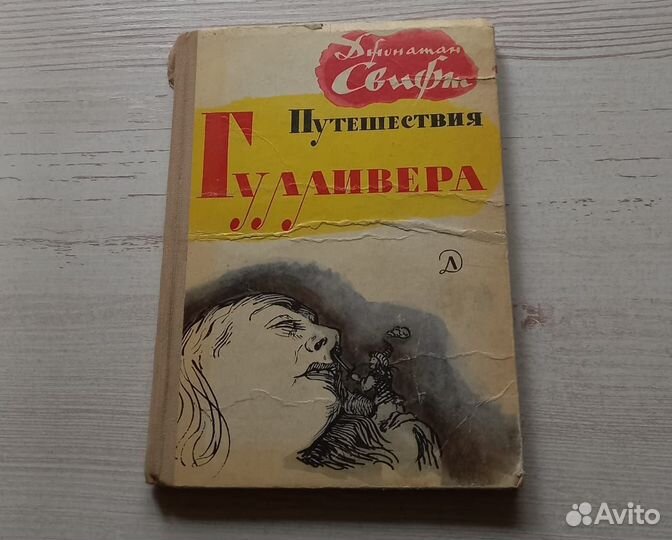 Джонатан
Свифт
Путешествия
Гулливера
Д
Avito